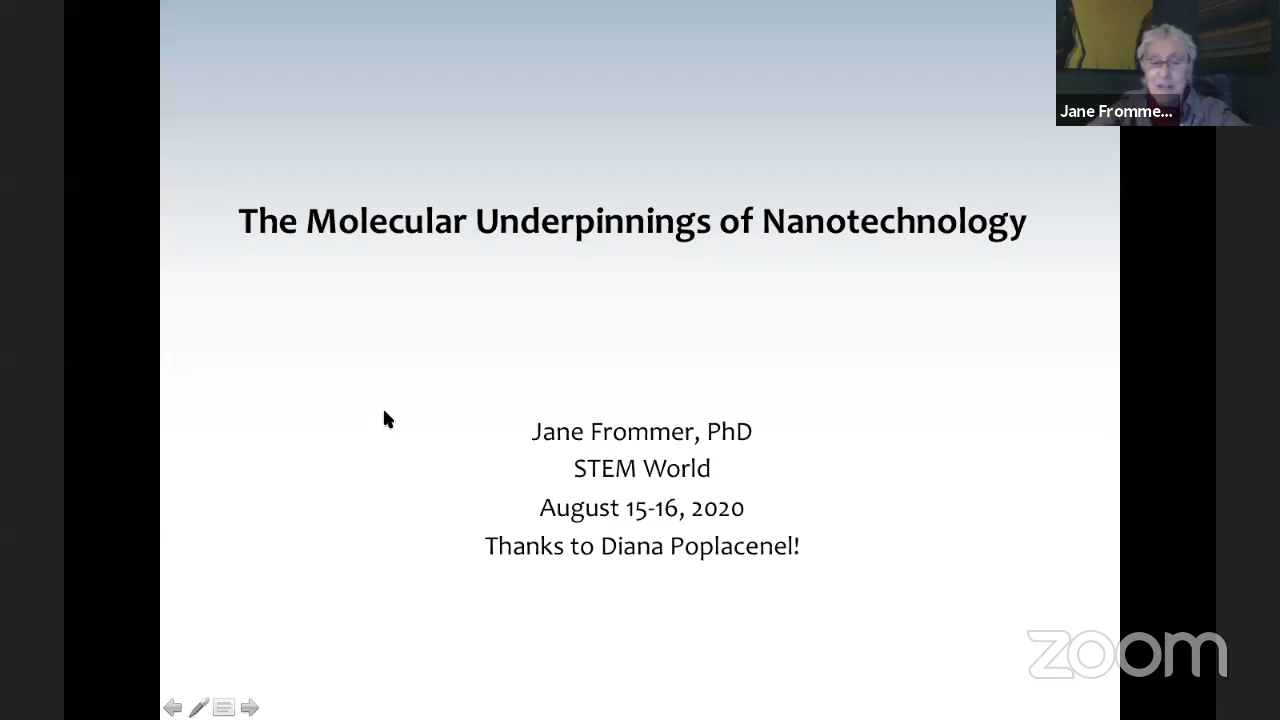 Jane Fromme...
The Molecular Underpinnings of Nanotechnology
Jane Frommer, PhD
STEM World
August 15-16, 2020
Thanks to Diana Poplacenel!
zoom